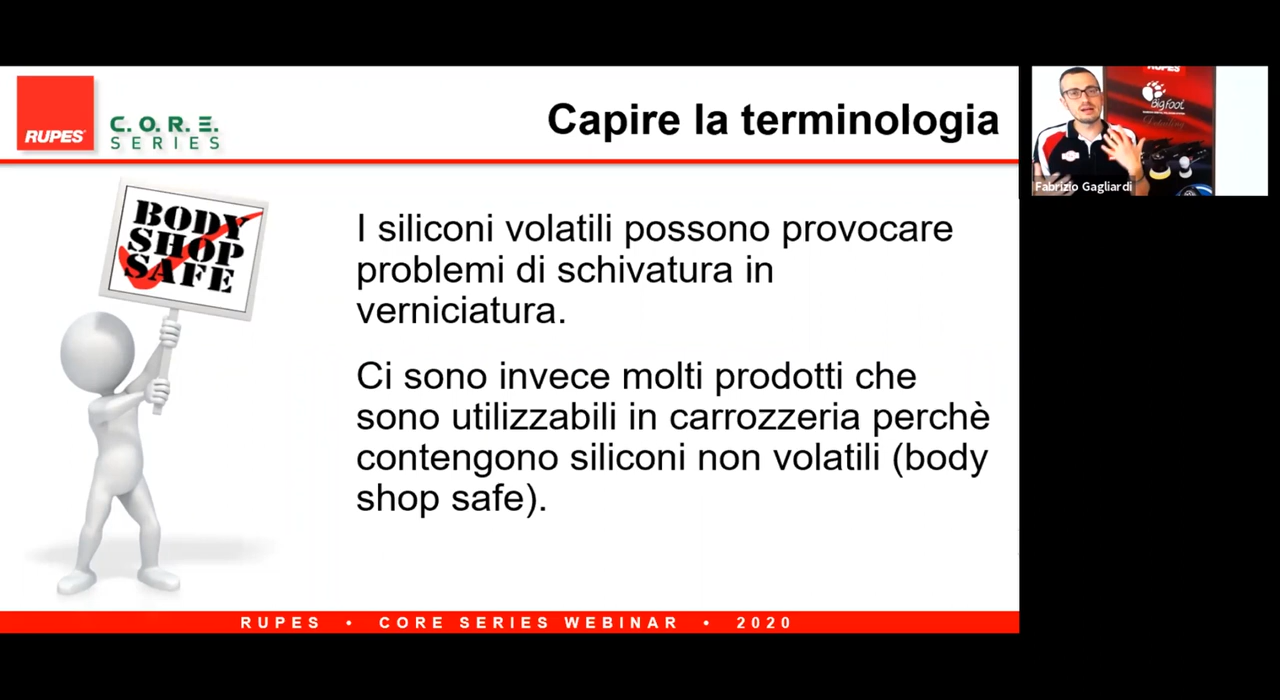 RUPES
C.O.R.E.
SERIES
Capire la terminologia
BODY
SHOP
SAFE
I siliconi volatili possono provocare
problemi di schivatura in
verniciatura.
Ci sono invece molti prodotti che
sono utilizzabili in carrozzeria perchè
contengono siliconi non volatili (body
shop safe).
RUPES • CORE SERIES WEBINAR • 2020
RUPES
Bigfoot
Fabrizio Gagliardi